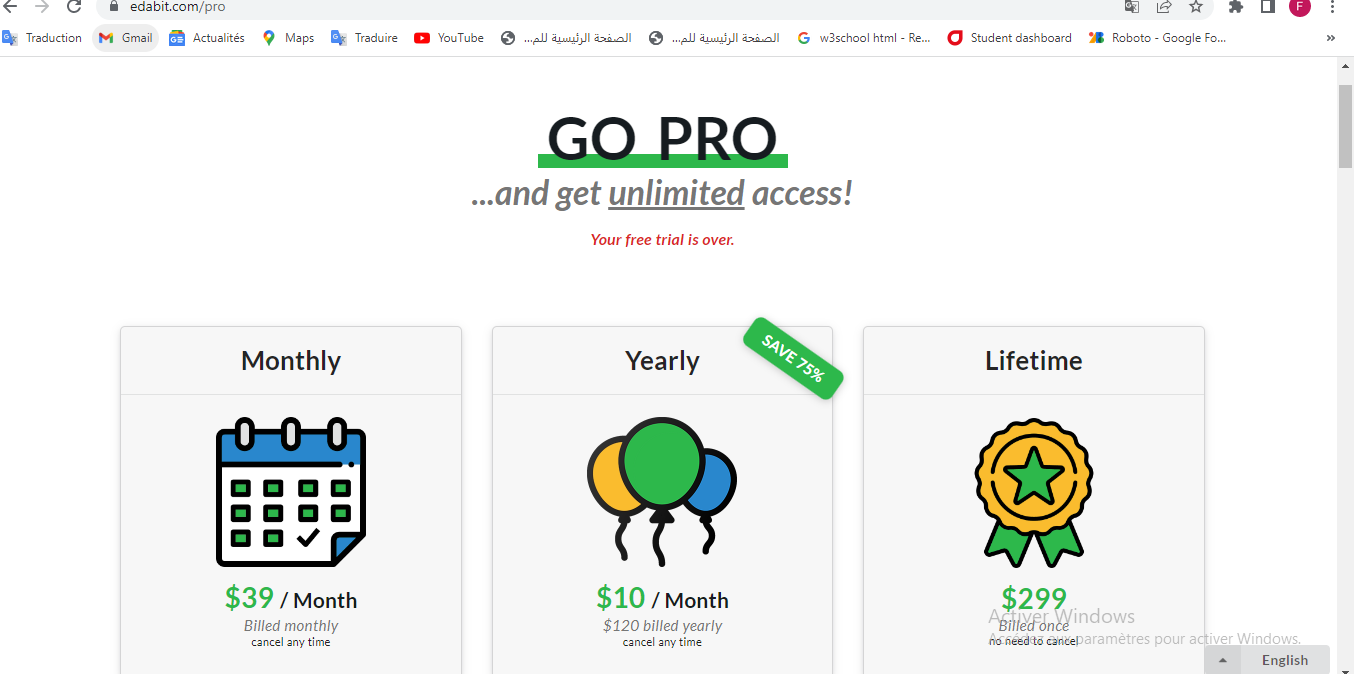 edabit.com/pro
F
Traduction
Gmail
Actualités
Maps
Traduire
YouTube
الصفحة الرئيسية للم...
الصفحة الرئيسية للم...
w3school html - Re...
Student dashboard
Roboto - Google Fo...
»
GO PRO
...and get unlimited access!
Your free trial is over.
Monthly
Yearly
SAVE 75%
Lifetime
$39 / Month
Billed monthly
cancel any time
$10 / Month
$120 billed yearly
cancel any time
$299
Billed once
no need to cancel
Activer Windows
Accédez aux paramètres pour activer Windows.
English